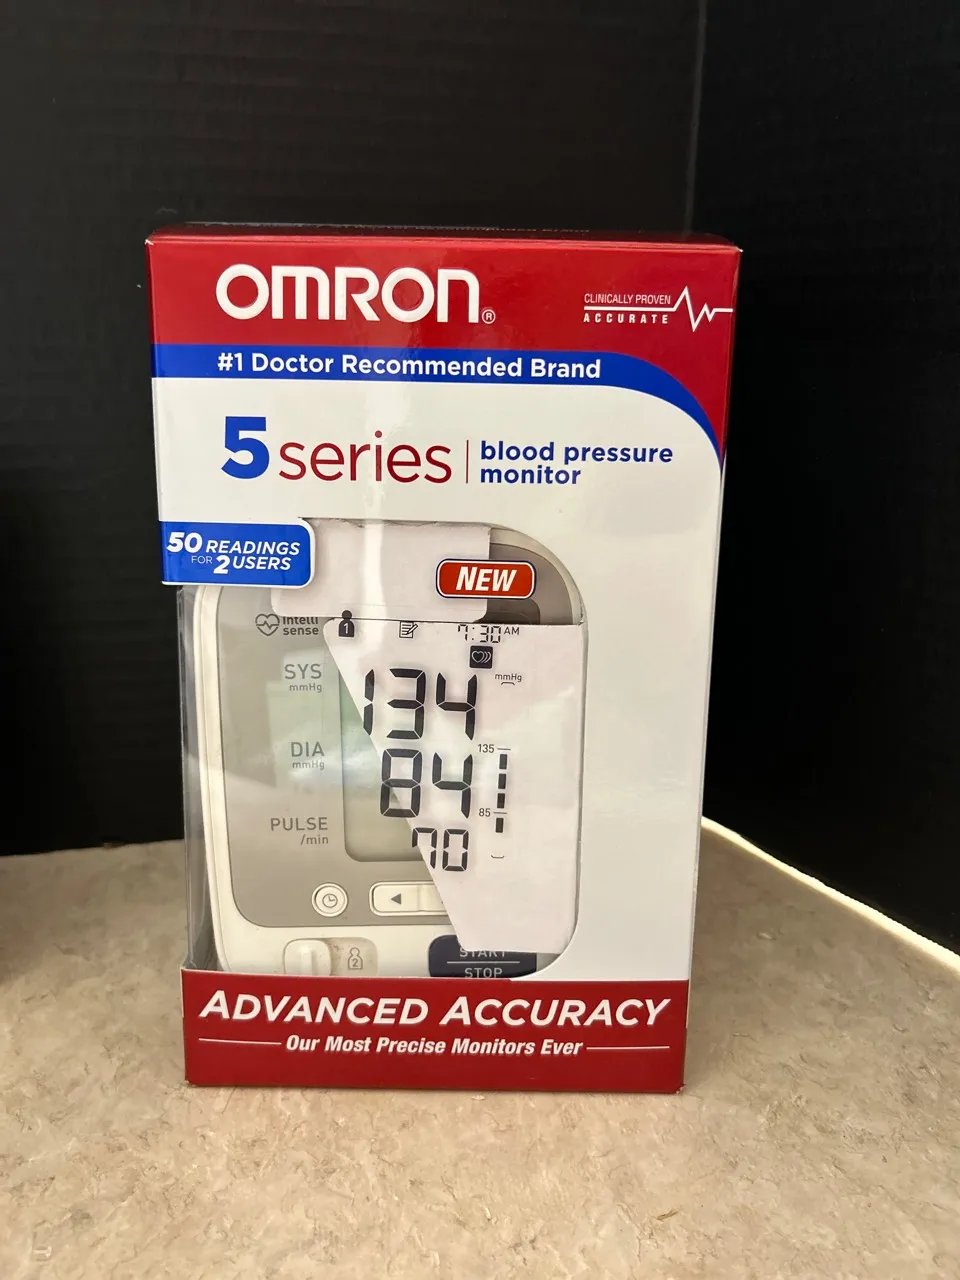 OMRON®
CLINICALLY PROVEN
ACCURATE
#1 Doctor Recommended Brand
5 series
blood pressure
monitor
50 READINGS
FOR 2 USERS
NEW
intelli
sense
1
7:30 AM
SYS
mmHg
134
mmHg
DIA
mmHg
84
135
85
PULSE
/min
70
2
START
STOP
ADVANCED ACCURACY
Our Most Precise Monitors Ever